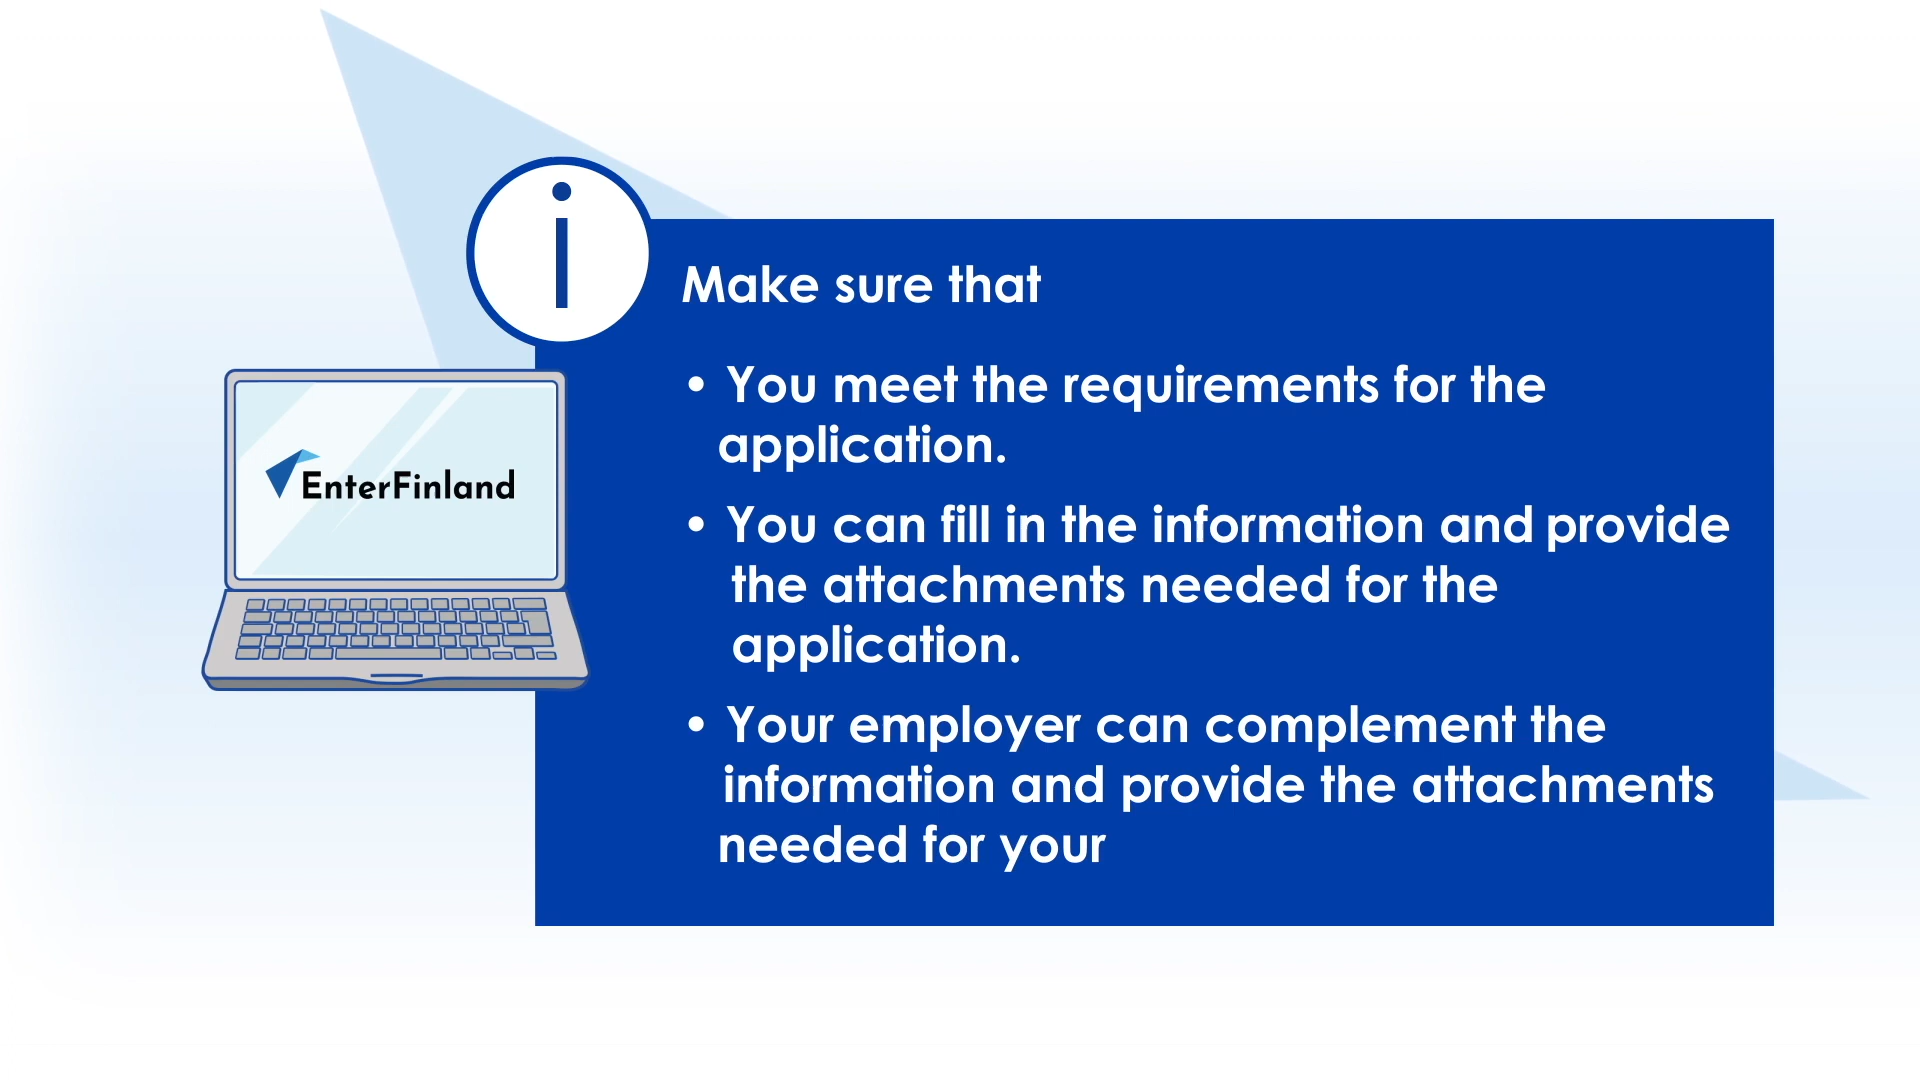 i
Make sure that
• You meet the requirements for the
application.
EnterFinland
• You can fill in the information and provide
the attachments needed for the
application.
• Your employer can complement the
information and provide the attachments
needed for your